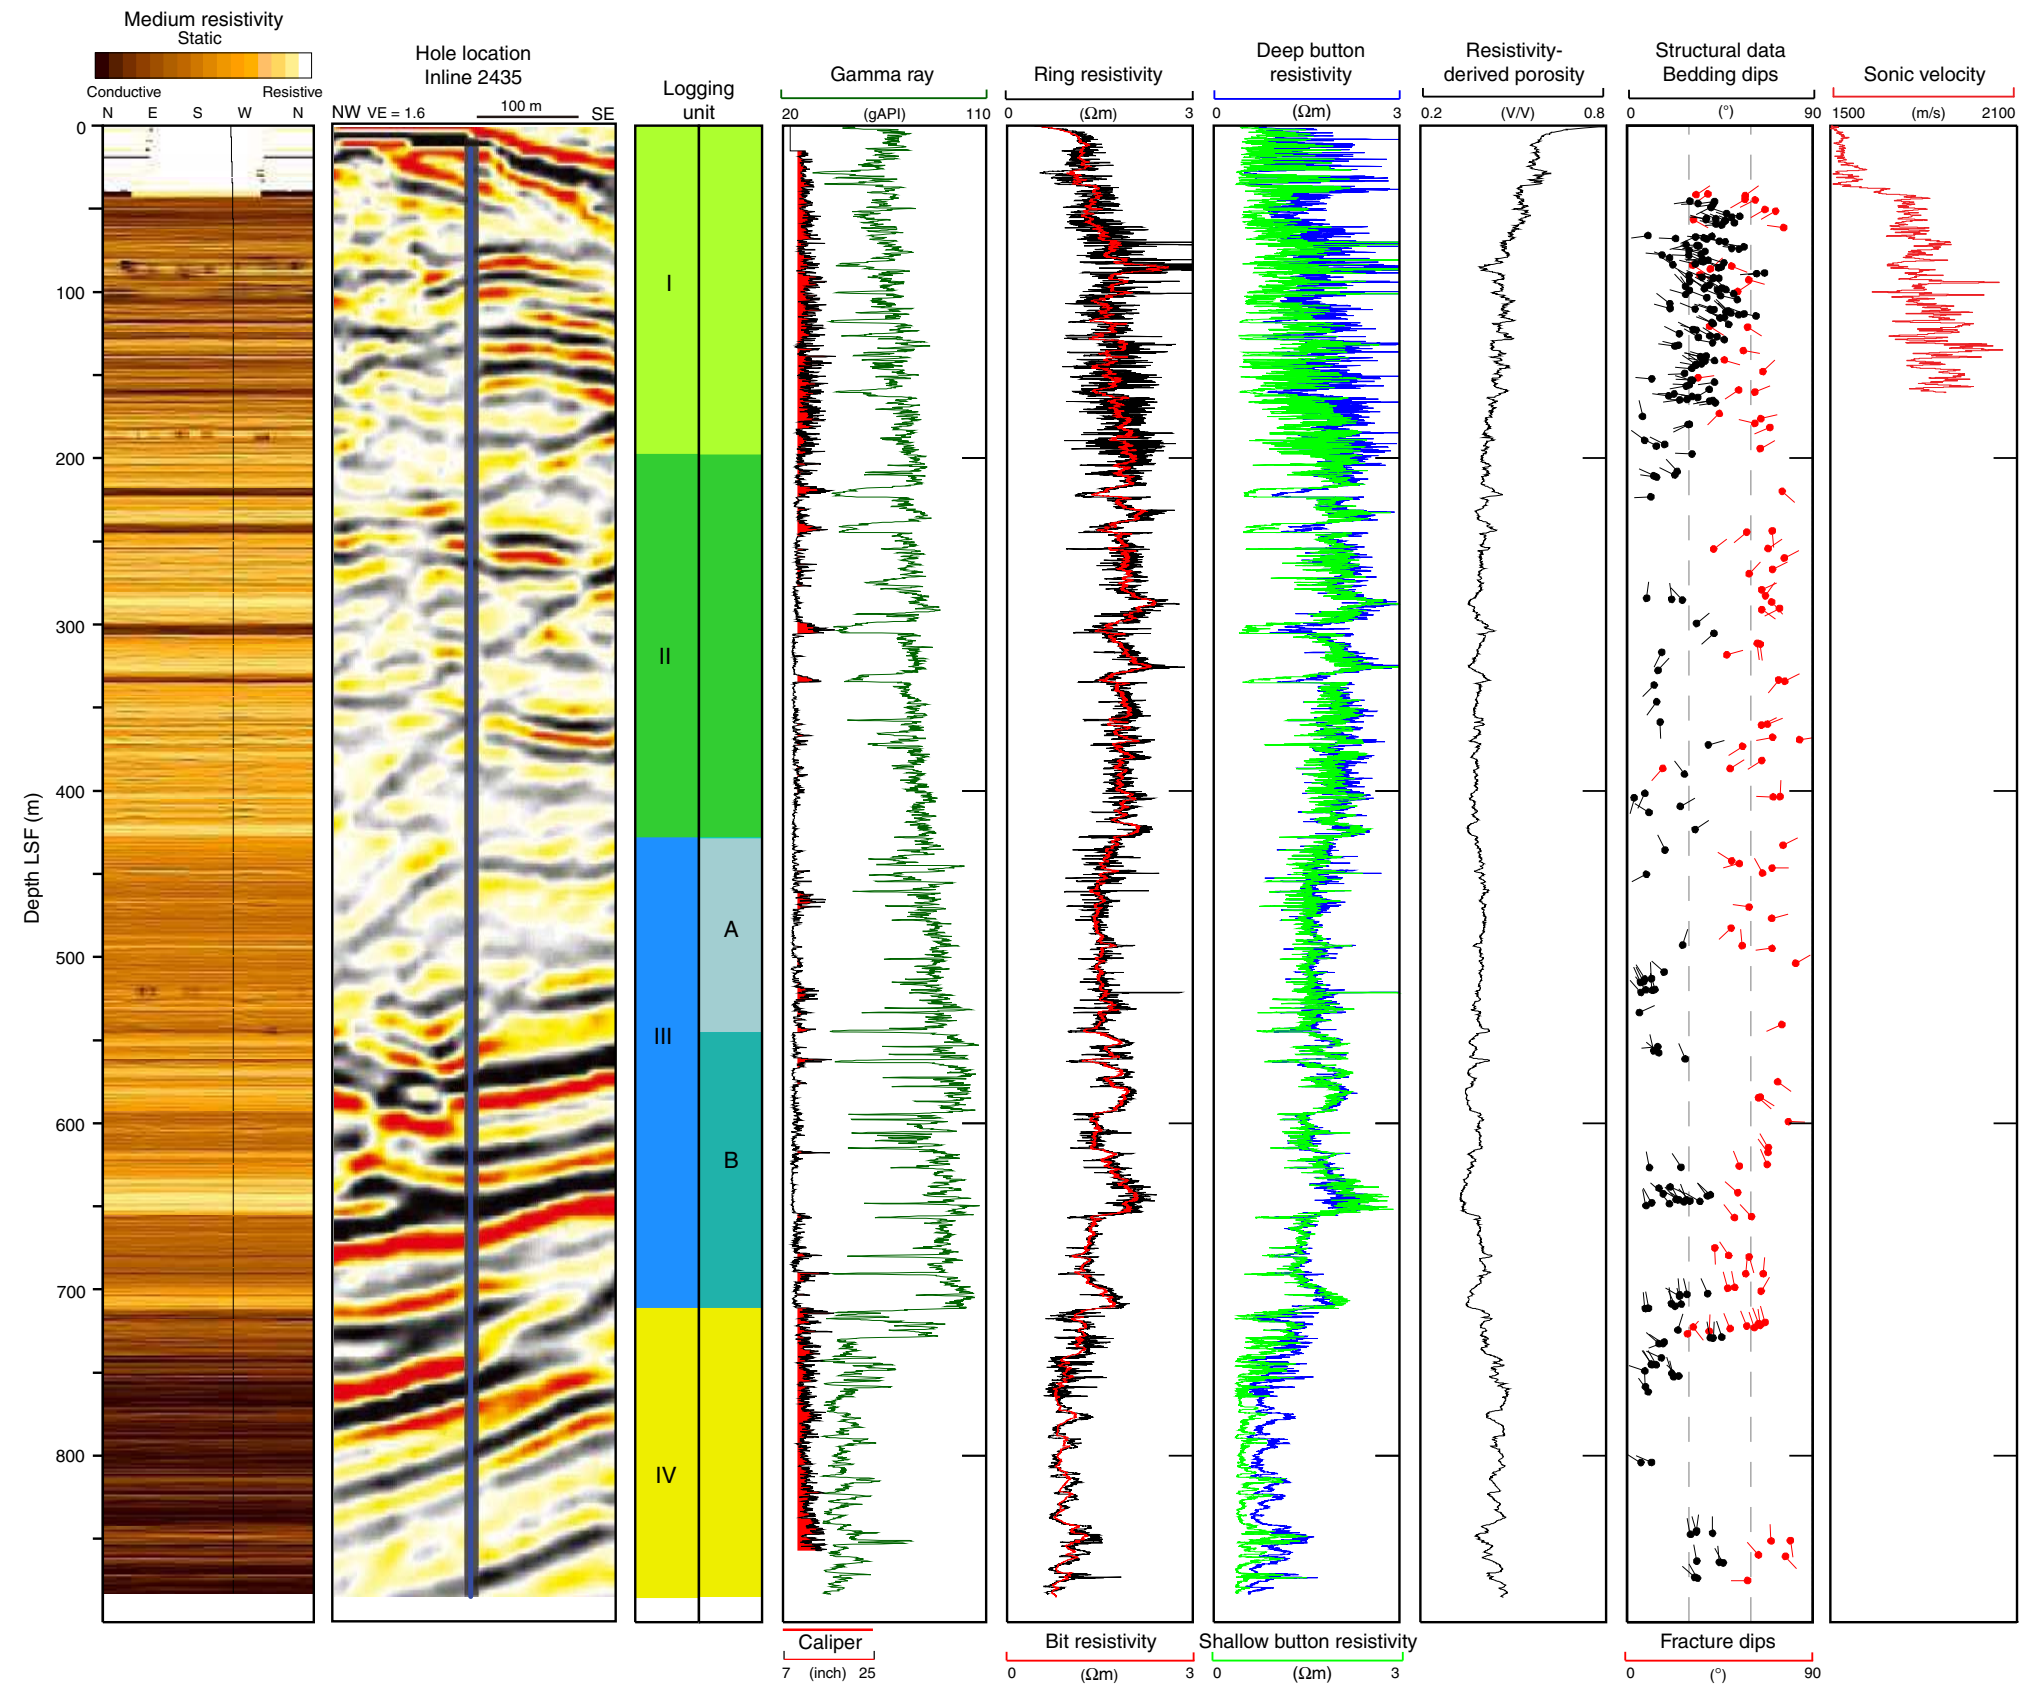 Medium resistivity
Static
Conductive Resistive
N E S W N
Hole location
Inline 2435
NW VE = 1.6 100 m SE
Logging
unit
Gamma ray
20 (gAPI) 110
Ring resistivity
0 (Ωm) 3
Deep button
resistivity
0 (Ωm) 3
Resistivity-
derived porosity
0.2 (V/V) 0.8
Structural data
Bedding dips
0 (°) 90
Sonic velocity
1500 (m/s) 2100
Depth LSF (m)
0
100
200
300
400
500
600
700
800
I
II
III
A
B
IV
Caliper
7 (inch) 25
Bit resistivity
0 (Ωm) 3
Shallow button resistivity
0 (Ωm) 3
Fracture dips
0 (°) 90